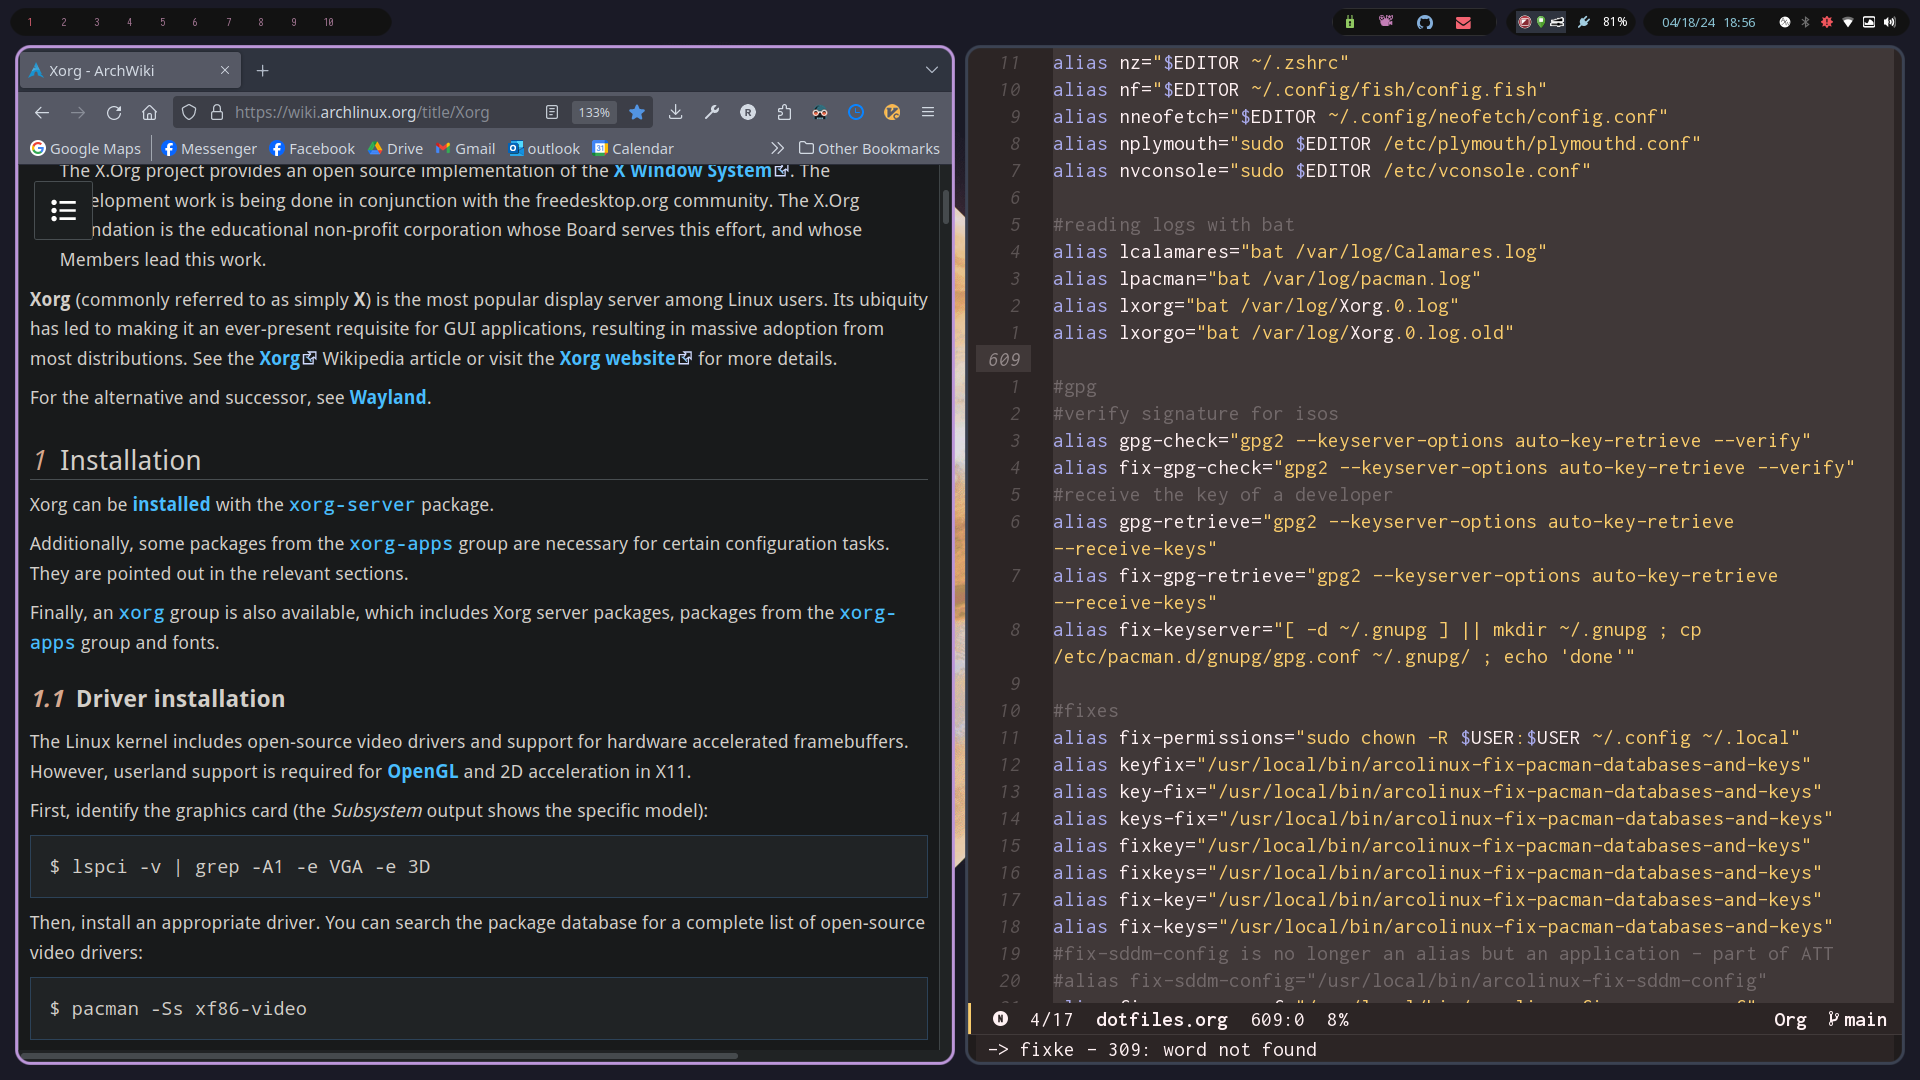 1 2 3 4 5 6 7 8 9 10
81% 04/18/24 18:56
Xorg - ArchWiki
https://wiki.archlinux.org/title/Xorg 133%
Google Maps Messenger Facebook Drive Gmail outlook Calendar Other Bookmarks
The X.Org project provides an open source implementation of the X Window System. The
elopment work is being done in conjunction with the freedesktop.org community. The X.Org
ndation is the educational non-profit corporation whose Board serves this effort, and whose
Members lead this work.
Xorg (commonly referred to as simply X) is the most popular display server among Linux users. Its ubiquity
has led to making it an ever-present requisite for GUI applications, resulting in massive adoption from
most distributions. See the Xorg Wikipedia article or visit the Xorg website for more details.
For the alternative and successor, see Wayland.
1 Installation
Xorg can be installed with the xorg-server package.
Additionally, some packages from the xorg-apps group are necessary for certain configuration tasks.
They are pointed out in the relevant sections.
Finally, an xorg group is also available, which includes Xorg server packages, packages from the xorg-
apps group and fonts.
1.1 Driver installation
The Linux kernel includes open-source video drivers and support for hardware accelerated framebuffers.
However, userland support is required for OpenGL and 2D acceleration in X11.
First, identify the graphics card (the Subsystem output shows the specific model):
$ lspci -v | grep -A1 -e VGA -e 3D
Then, install an appropriate driver. You can search the package database for a complete list of open-source
video drivers:
$ pacman -Ss xf86-video
11 alias nz="$EDITOR ~/.zshrc"
10 alias nf="$EDITOR ~/.config/fish/config.fish"
9 alias nneofetch="$EDITOR ~/.config/neofetch/config.conf"
8 alias nplymouth="sudo $EDITOR /etc/plymouth/plymouthd.conf"
7 alias nvconsole="sudo $EDITOR /etc/vconsole.conf"
6
5 #reading logs with bat
4 alias lcalamares="bat /var/log/Calamares.log"
3 alias lpacman="bat /var/log/pacman.log"
2 alias lxorg="bat /var/log/Xorg.0.log"
1 alias lxorgo="bat /var/log/Xorg.0.log.old"
609
1 #gpg
2 #verify signature for isos
3 alias gpg-check="gpg2 --keyserver-options auto-key-retrieve --verify"
4 alias fix-gpg-check="gpg2 --keyserver-options auto-key-retrieve --verify"
5 #receive the key of a developer
6 alias gpg-retrieve="gpg2 --keyserver-options auto-key-retrieve
--receive-keys"
7 alias fix-gpg-retrieve="gpg2 --keyserver-options auto-key-retrieve
--receive-keys"
8 alias fix-keyserver="[ -d ~/.gnupg ] || mkdir ~/.gnupg ; cp
/etc/pacman.d/gnupg/gpg.conf ~/.gnupg/ ; echo 'done'"
9
10 #fixes
11 alias fix-permissions="sudo chown -R $USER:$USER ~/.config ~/.local"
12 alias keyfix="/usr/local/bin/arcolinux-fix-pacman-databases-and-keys"
13 alias key-fix="/usr/local/bin/arcolinux-fix-pacman-databases-and-keys"
14 alias keys-fix="/usr/local/bin/arcolinux-fix-pacman-databases-and-keys"
15 alias fixkey="/usr/local/bin/arcolinux-fix-pacman-databases-and-keys"
16 alias fixkeys="/usr/local/bin/arcolinux-fix-pacman-databases-and-keys"
17 alias fix-key="/usr/local/bin/arcolinux-fix-pacman-databases-and-keys"
18 alias fix-keys="/usr/local/bin/arcolinux-fix-pacman-databases-and-keys"
19 #fix-sddm-config is no longer an alias but an application - part of ATT
20 #alias fix-sddm-config="/usr/local/bin/arcolinux-fix-sddm-config"
N 4/17 dotfiles.org 609:0 8% Org main
-> fixke - 309: word not found